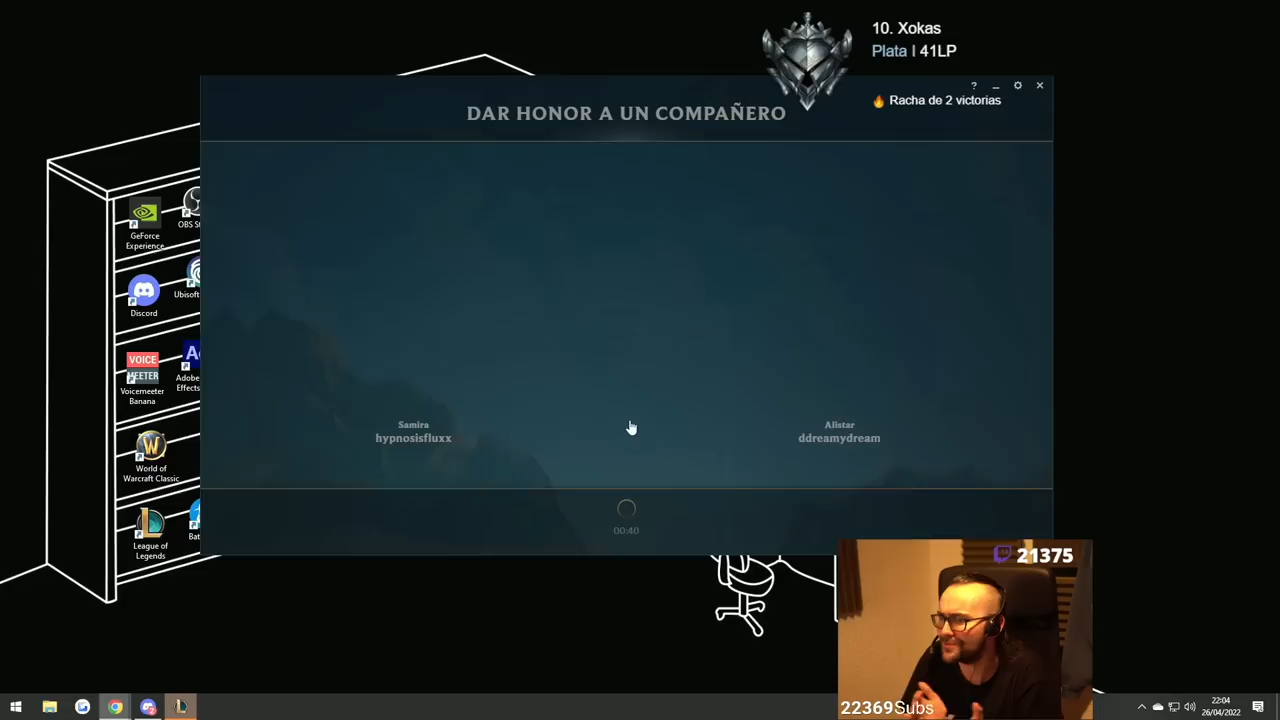 10. Xokas
Plata I 41LP
?
Racha de 2 victorias
DAR HONOR A UN COMPAÑERO
OBS
GeForce
Experience
Discord
Ubisoft
VOICE
MEETER
Voicemeeter
Banana
Adobe
Effects
World of
Warcraft Classic
League of
Legends
Samira
hypnosisfluxx
Alistar
ddreamydream
00:40
21375
22369Subs
22:04
26/04/2022